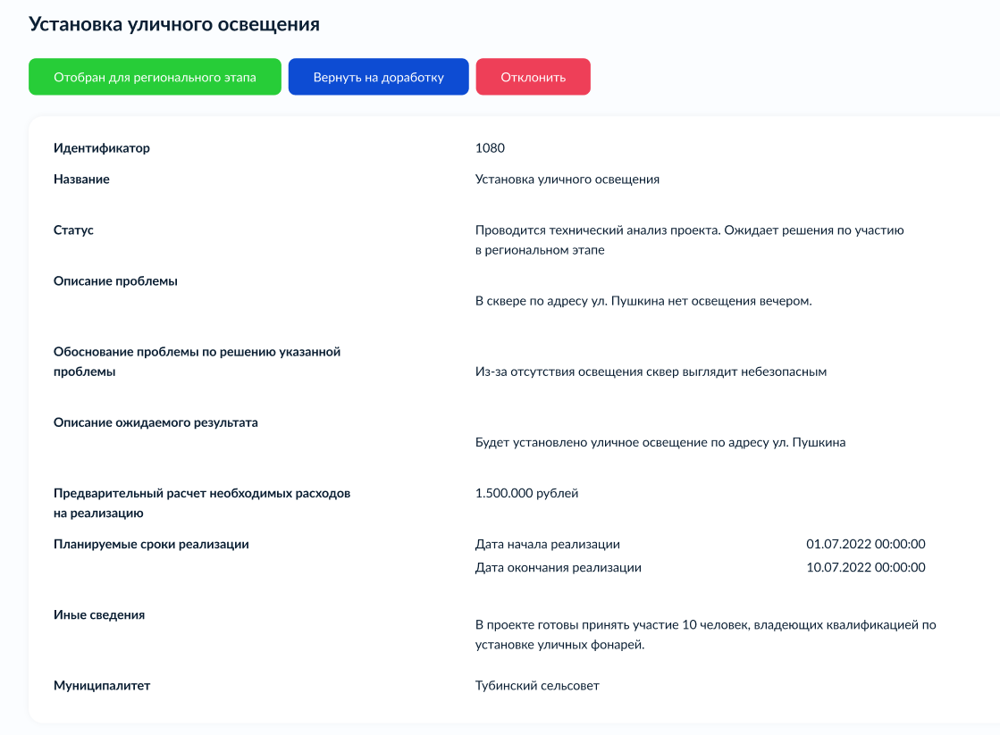 Установка уличного освещения
Отобран для регионального этапа Вернуть на доработку Отклонить
Идентификатор 1080
Название Установка уличного освещения
Статус Проводится технический анализ проекта. Ожидает решения по участию
в региональном этапе
Описание проблемы
В сквере по адресу ул. Пушкина нет освещения вечером.
Обоснование проблемы по решению указанной
проблемы Из-за отсутствия освещения сквер выглядит небезопасным
Описание ожидаемого результата
Будет установлено уличное освещение по адресу ул. Пушкина
Предварительный расчет необходимых расходов 1.500.000 рублей
на реализацию
Планируемые сроки реализации Дата начала реализации 01.07.2022 00:00:00
Дата окончания реализации 10.07.2022 00:00:00
Иные сведения
В проекте готовы принять участие 10 человек, владеющих квалификацией по
установке уличных фонарей.
Муниципалитет Тубинский сельсовет